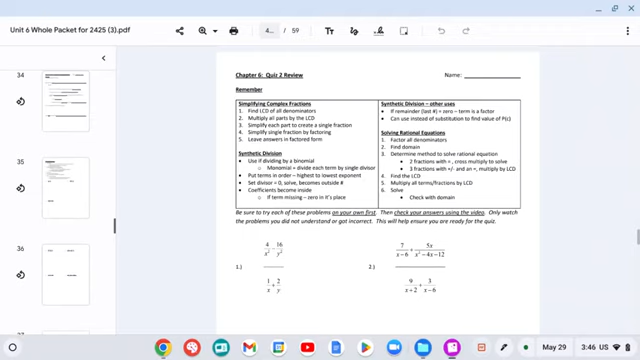 Unit 6 Whole Packet for 2425 (3).pdf
4... / 59
34
35
36
Chapter 6: Quiz 2 Review
Name:
Remember
Simplifying Complex Fractions
1 Find LCD of all denominators
2 Multiply all parts by the LCD
3 Simplify each part to create a single fraction
4 Simplify single fraction by factoring
5 Leave answers in factored form
Synthetic Division
• Use if dividing by a binomial
o Monomial = divide each term by single divisor
• Put terms in order – highest to lowest exponent
• Set divisor = 0, solve, becomes outside #
• Coefficients become inside
o If term missing – zero in it's place
Synthetic Division – other uses
• If remainder (last #) = zero – term is a factor
• Can use instead of substitution to find value of P(c)
Solving Rational Equations
1 Factor all denominators
2 Find domain
3 Determine method to solve rational equation
• 2 fractions with = , cross multiply to solve
• 3 fractions with +/- and an =, multiply by LCD
4 Find the LCD
5 Multiply all terms/fractions by LCD
6 Solve
• Check with domain
Be sure to try each of these problems on your own first. Then check your answers using the video. Only watch
the problems you did not understand or got incorrect. This will help ensure you are ready for the quiz.
1.) 4/x² − 16/y²
1/x + 2/y
2.) 7/(x−6) + 5x/(x²−4x−12)
9/(x+2) + 3/(x−6)
May 29
3:46 SM